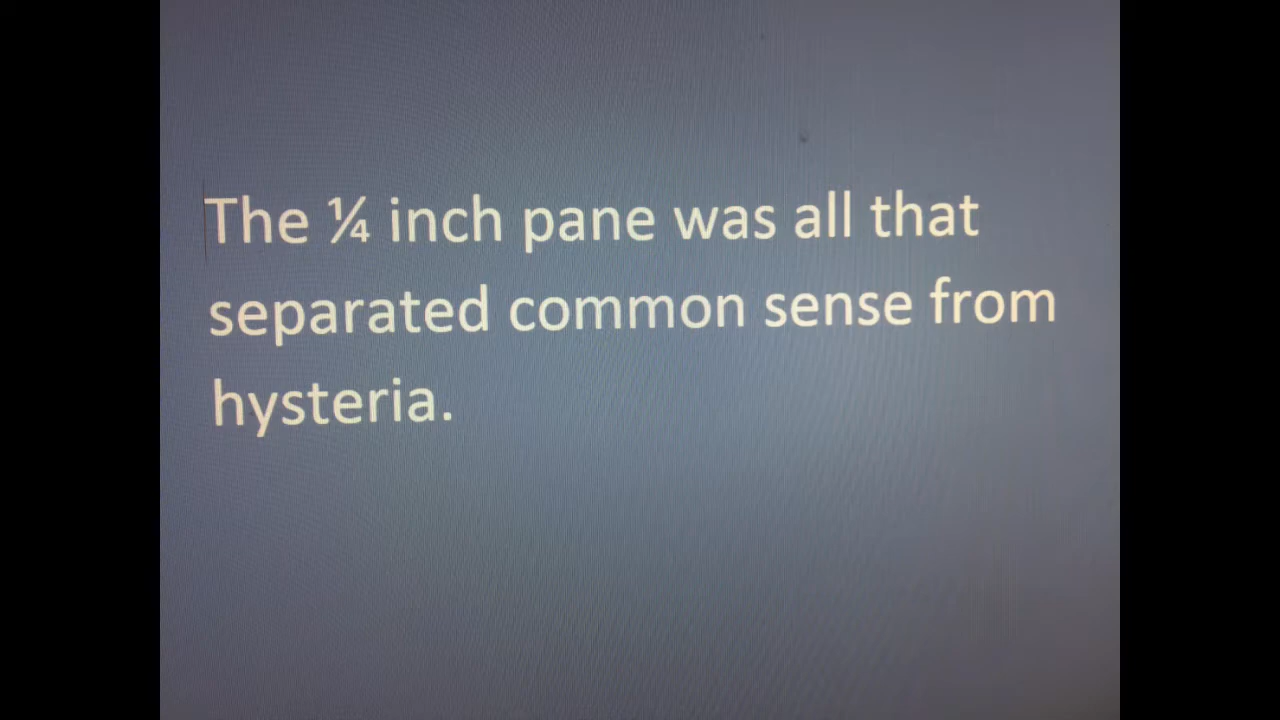 The ¼ inch pane was all that
separated common sense from
hysteria.